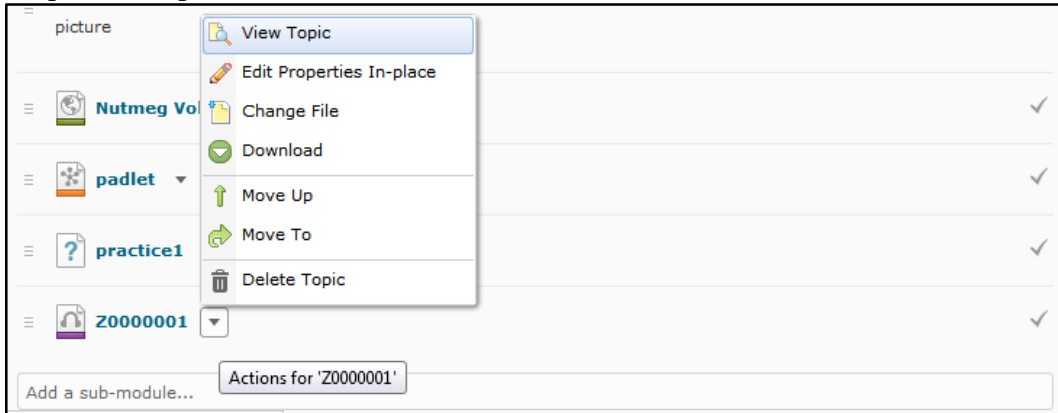 picture
View Topic
Edit Properties In-place
Nutmeg Vol
Change File
Download
padlet
Move Up
Move To
practice1
Delete Topic
Z0000001
Actions for 'Z0000001'
Add a sub-module...